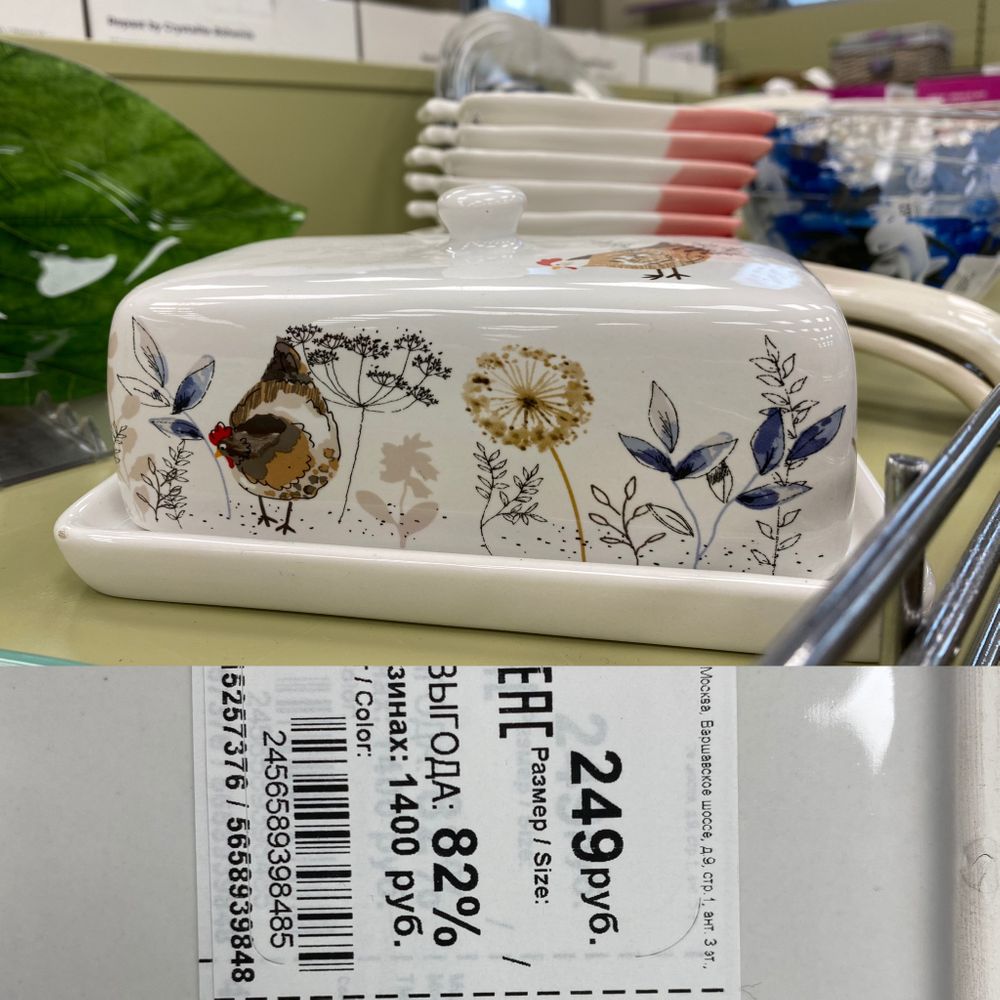 Москва, Варшавское шоссе, д.9, стр.1, ант. 3 эт.,
249руб.
Размер / Size:
/
EAC
ВЫГОДА: 82%
зинах: 1400 руб.
/ Color:
2456589398485
15257376 / 5658939848